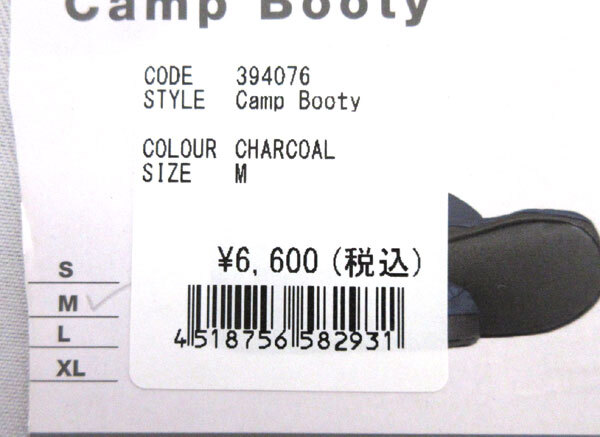 Camp Booty
CODE 394076
STYLE Camp Booty
COLOUR CHARCOAL
SIZE M
¥6,600(税込)
4518756582931
S
M
L
XL